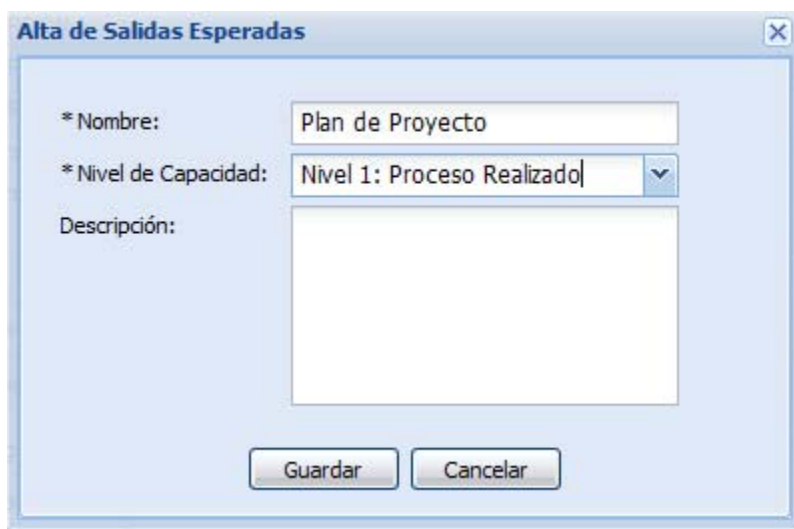 Alta de Salidas Esperadas
* Nombre: Plan de Proyecto
* Nivel de Capacidad: Nivel 1: Proceso Realizado
Descripción:
Guardar Cancelar